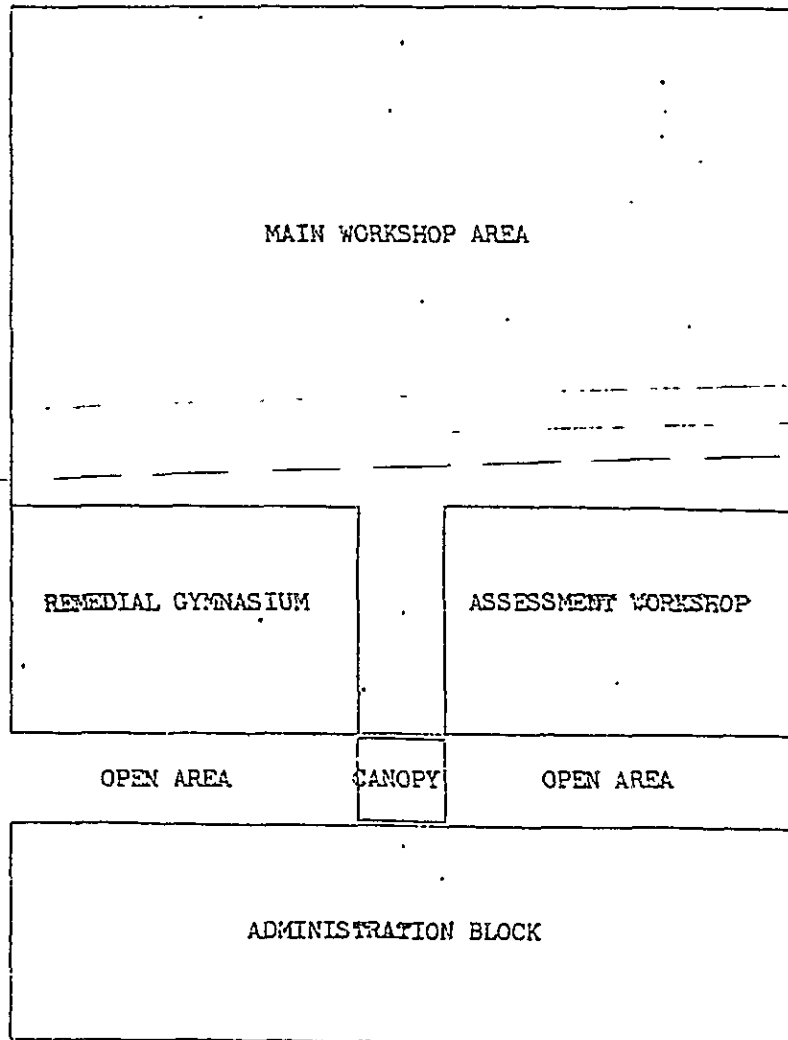 MAIN WORKSHOP AREA
REMEDIAL GYMNASIUM
ASSESSMENT WORKSHOP
OPEN AREA
CANOPY
OPEN AREA
ADMINISTRATION BLOCK